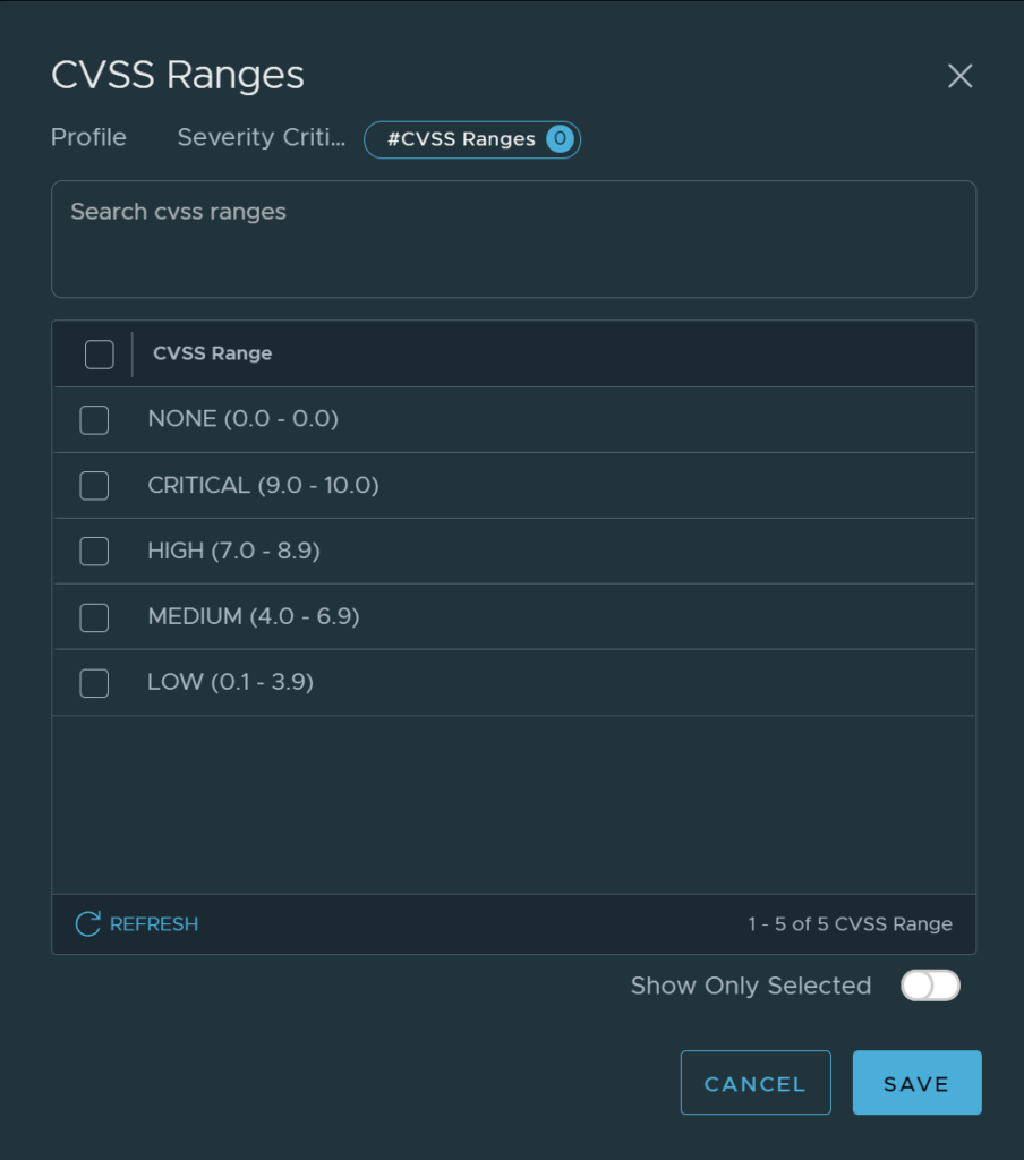 CVSS Ranges
Profile Severity Criti... #CVSS Ranges 0
Search cvss ranges
CVSS Range
NONE (0.0 - 0.0)
CRITICAL (9.0 - 10.0)
HIGH (7.0 - 8.9)
MEDIUM (4.0 - 6.9)
LOW (0.1 - 3.9)
REFRESH 1 - 5 of 5 CVSS Range
Show Only Selected
CANCEL SAVE